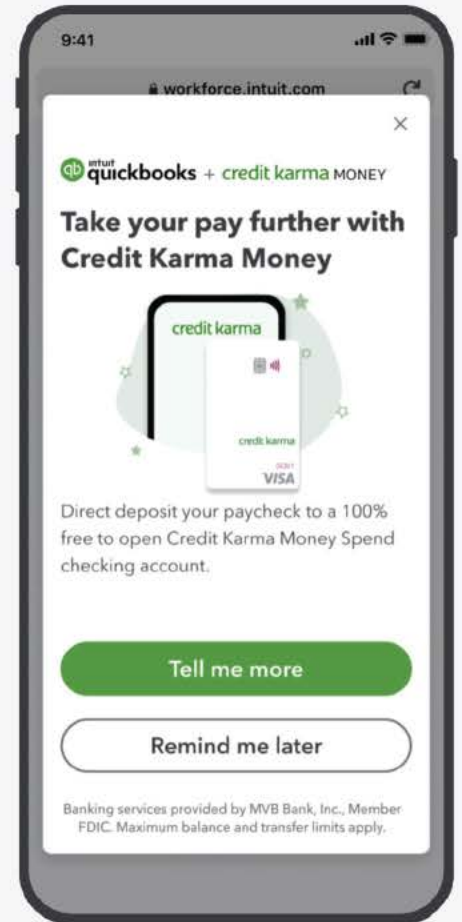 9:41
workforce.intuit.com
intuit
quickbooks + credit karma MONEY
Take your pay further with
Credit Karma Money
credit karma
credit karma
DEBIT
VISA
Direct deposit your paycheck to a 100%
free to open Credit Karma Money Spend
checking account.
Tell me more
Remind me later
Banking services provided by MVB Bank, Inc., Member
FDIC. Maximum balance and transfer limits apply.